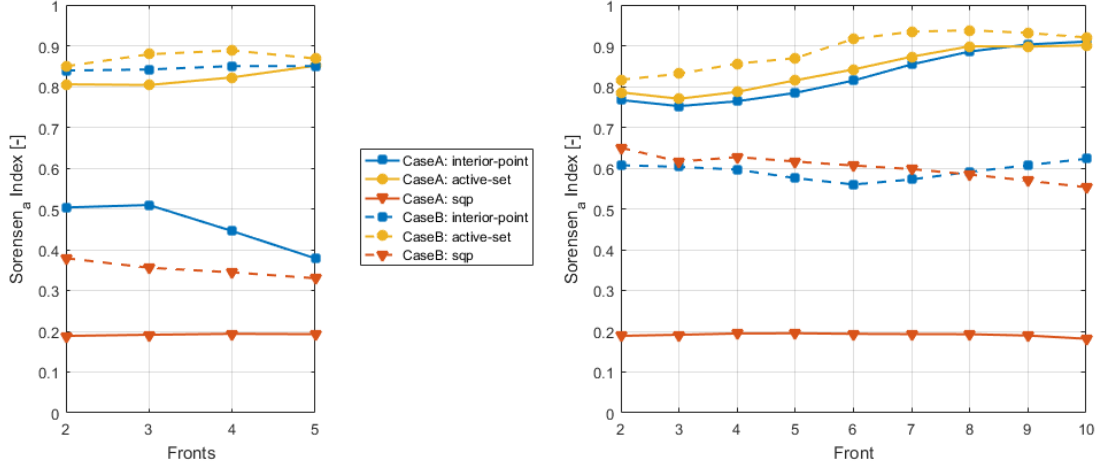 Sorensen_a Index [-]
1
0.9
0.8
0.7
0.6
0.5
0.4
0.3
0.2
0.1
0
2 3 4 5
Fronts
CaseA: interior-point
CaseA: active-set
CaseA: sqp
CaseB: interior-point
CaseB: active-set
CaseB: sqp
Sorensen_a Index [-]
1
0.9
0.8
0.7
0.6
0.5
0.4
0.3
0.2
0.1
0
2 3 4 5 6 7 8 9 10
Front